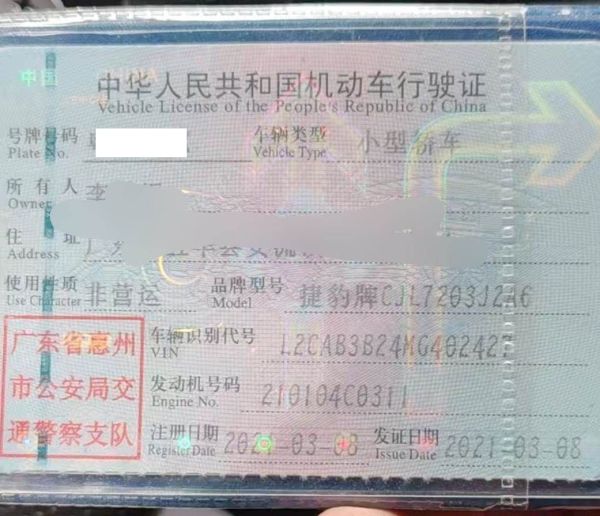 中国
中华人民共和国机动车行驶证
Vehicle License of the People's Republic of China
号牌号码 车辆类型 小型轿车
Plate No. Vehicle Type
所有人 李
Owner
住 址
Address
使用性质 非营运 品牌型号 捷豹牌CJL7203J2A6
Use Character Model
车辆识别代号 L2CAB3B24MG402427
VIN
发动机号码 210104C0311
Engine No.
注册日期 2021-03-08 发证日期 2021-03-08
Register Date Issue Date
广东省惠州
市公安局交
通警察支队